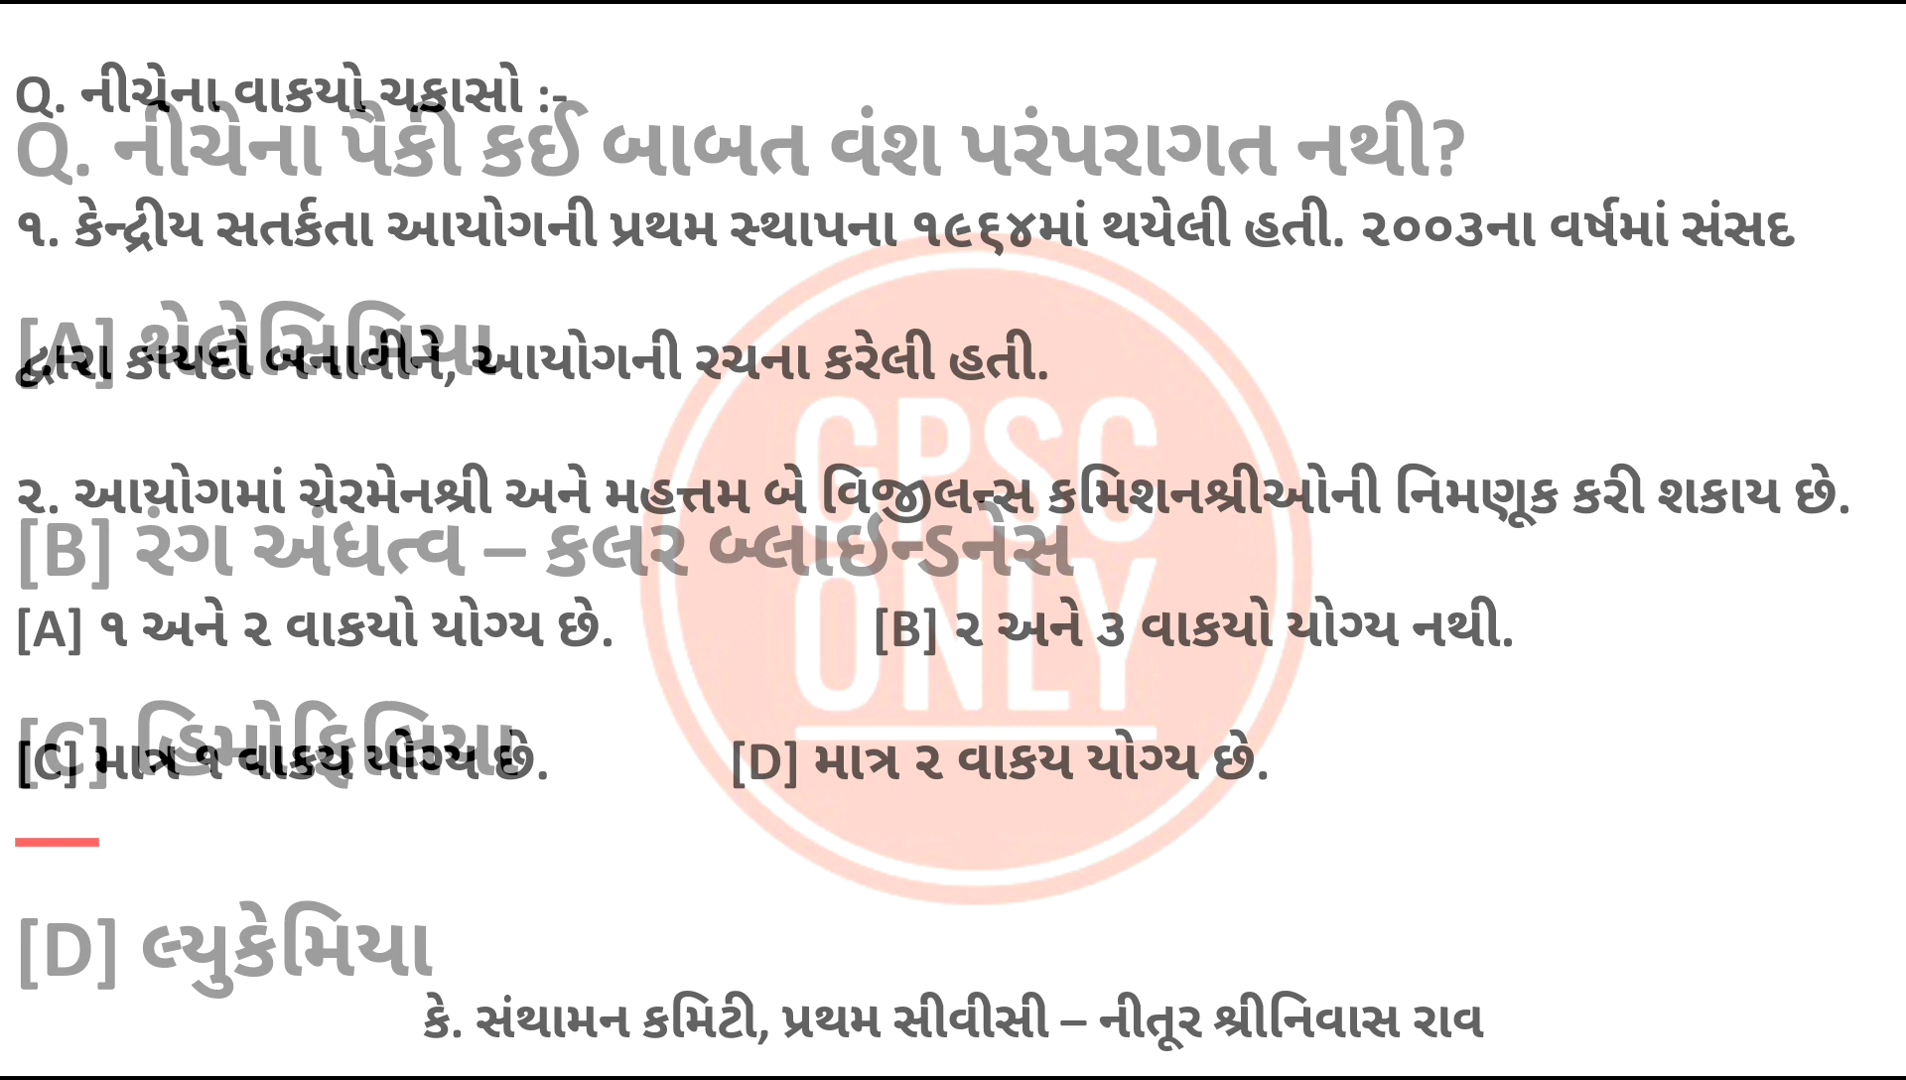 Q. નીચેના વાકયો ચકાસો :-
Q. નીચેના પૈકી કઈ બાબત વંશ પરંપરાગત નથી?
૧. કેન્દ્રીય સતર્કતા આયોગની પ્રથમ સ્થાપના ૧૯૬૪માં થયેલી હતી. ૨૦૦૩ના વર્ષમાં સંસદ
[A] થેલેસિમિયા
દ્વારા કાયદો બનાવીને, આયોગની રચના કરેલી હતી.
GPSC
૨. આયોગમાં ચેરમેનશ્રી અને મહત્તમ બે વિજીલન્સ કમિશનશ્રીઓની નિમણૂક કરી શકાય છે.
[B] રંગ અંધત્વ – કલર બ્લાઇન્ડનેસ
ONLY
[A] ૧ અને ૨ વાકયો યોગ્ય છે. [B] ૨ અને ૩ વાકયો યોગ્ય નથી.
[C] હિમોફિલિયા
[C] માત્ર ૧ વાકય યોગ્ય છે. [D] માત્ર ૨ વાકય યોગ્ય છે.
[D] લ્યુકેમિયા
કે. સંથામન કમિટી, પ્રથમ સીવીસી – નીતૂર શ્રીનિવાસ રાવ